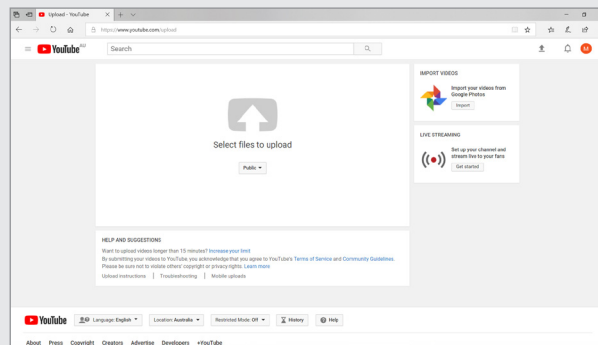 Upload - YouTube
https://www.youtube.com/upload
YouTube AU
Search
M
IMPORT VIDEOS
Import your videos from
Google Photos
Import
Select files to upload
Public
LIVE STREAMING
Set up your channel and
stream live to your fans
Get started
HELP AND SUGGESTIONS
Want to upload videos longer than 15 minutes? Increase your limit
By submitting your videos to YouTube, you acknowledge that you agree to YouTube's Terms of Service and Community Guidelines.
Please be sure not to violate others' copyright or privacy rights. Learn more
Upload instructions | Troubleshooting | Mobile uploads
YouTube Language: English Location: Australia Restricted Mode: Off History Help
About Press Copyright Creators Advertise Developers +YouTube